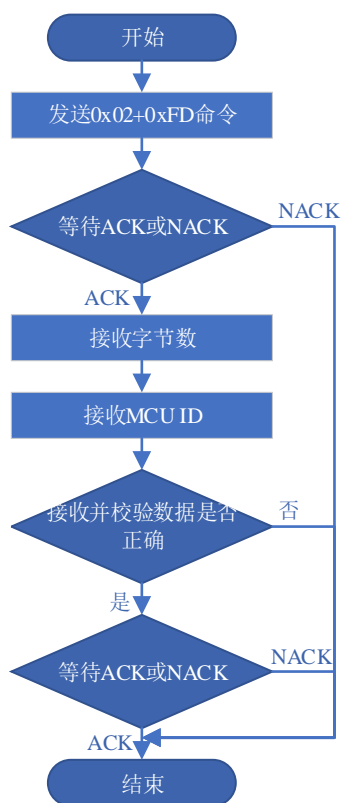 开始
发送0x02+0xFD命令
等待ACK或NACK
NACK
ACK
接收字节数
接收MCU ID
接收并校验数据是否
正确
否
是
等待ACK或NACK
NACK
ACK
结束